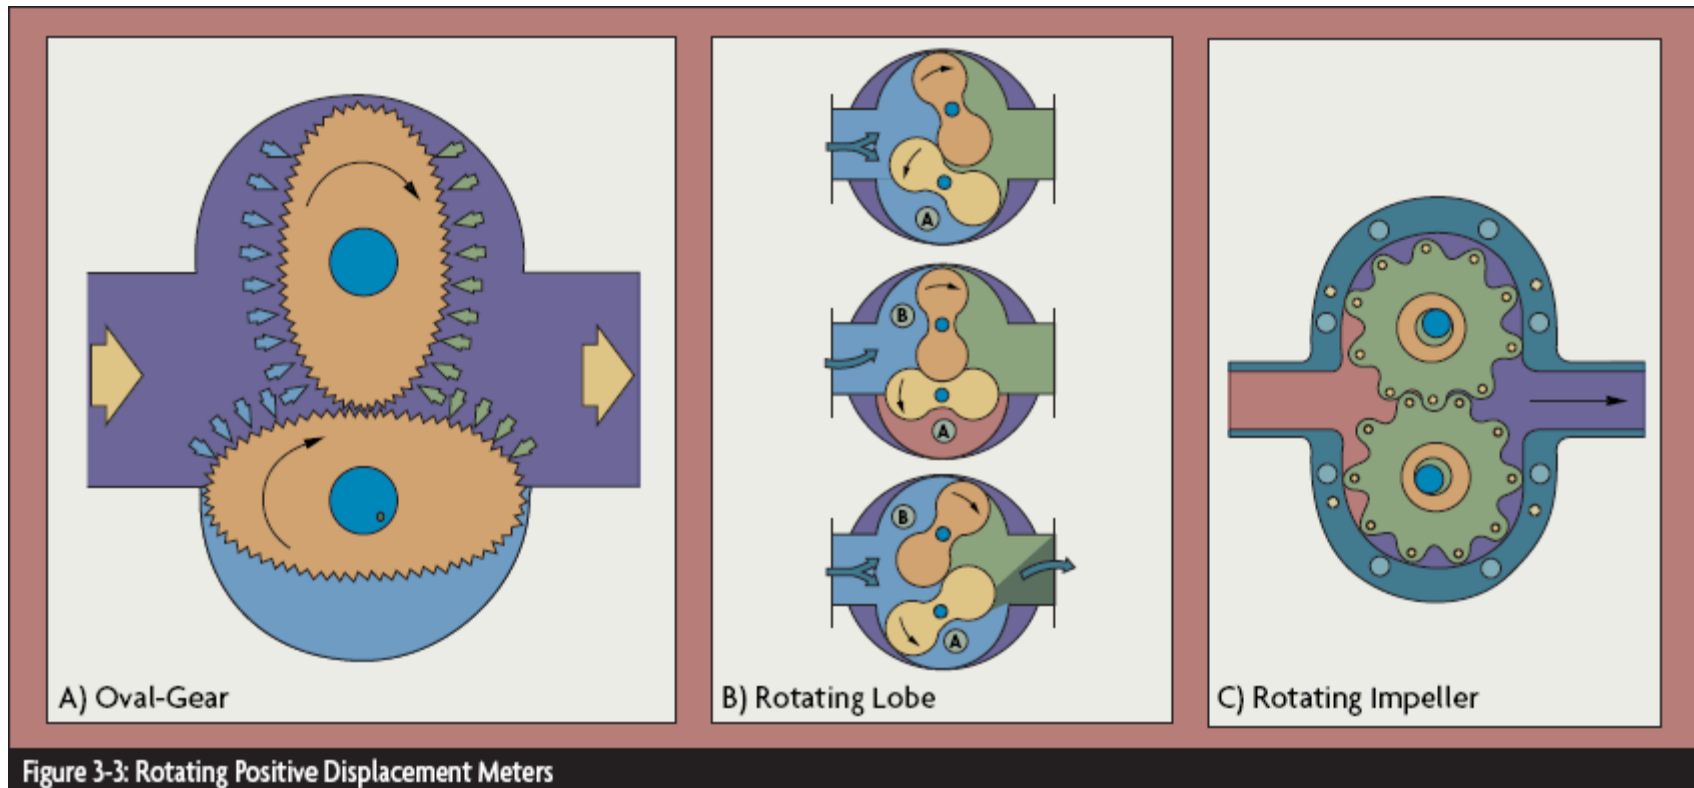 A
B
A
B
A
A) Oval-Gear
B) Rotating Lobe
C) Rotating Impeller
Figure 3-3: Rotating Positive Displacement Meters